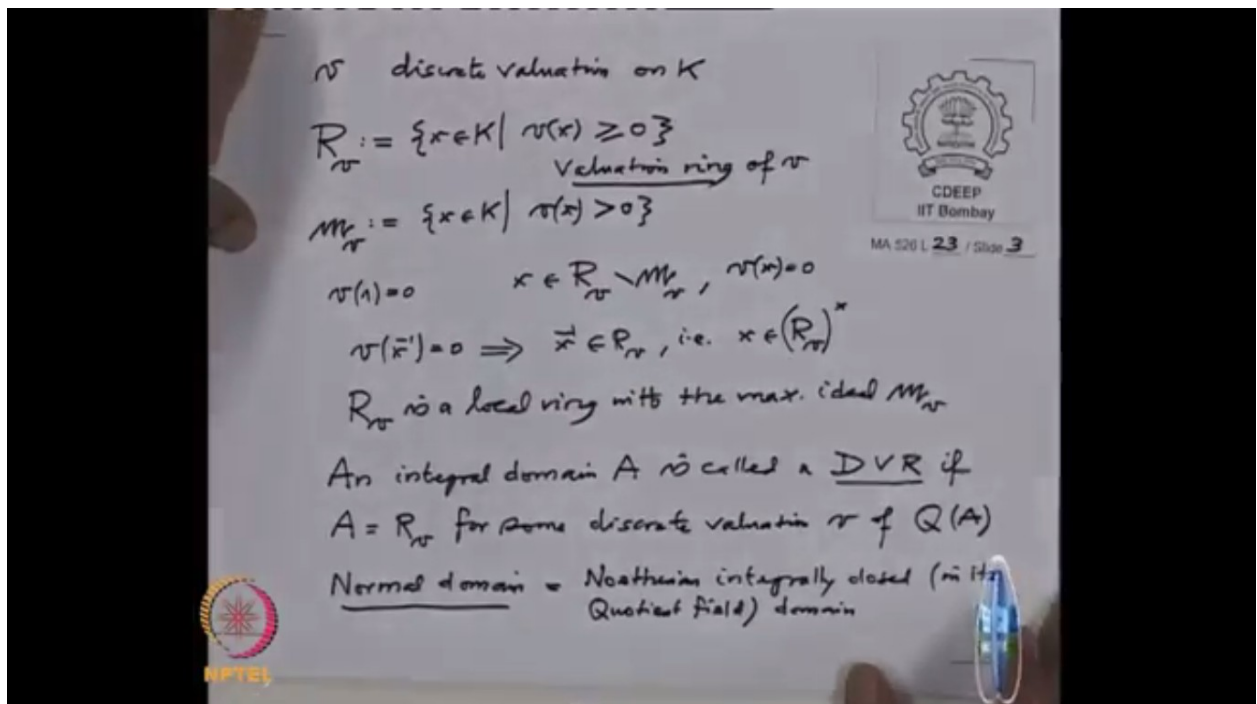 v discrete valuation on K
R_v := {x ∈ K | v(x) ≥ 0}
Valuation ring of v
m_v := {x ∈ K | v(x) > 0}
v(1)=0 x ∈ R_v \ m_v, v(x)=0
v(x⁻¹)=0 ⟹ x⁻¹ ∈ R_v, i.e. x ∈ (R_v)^×
R_v is a local ring with the max. ideal m_v
An integral domain A is called a DVR if
A = R_v for some discrete valuation v of Q(A)
Normal domain = Noetherian integrally closed (in its
Quotient field) domain
CDEEP
IIT Bombay
MA 526 L 23 / Slide 3
NPTEL